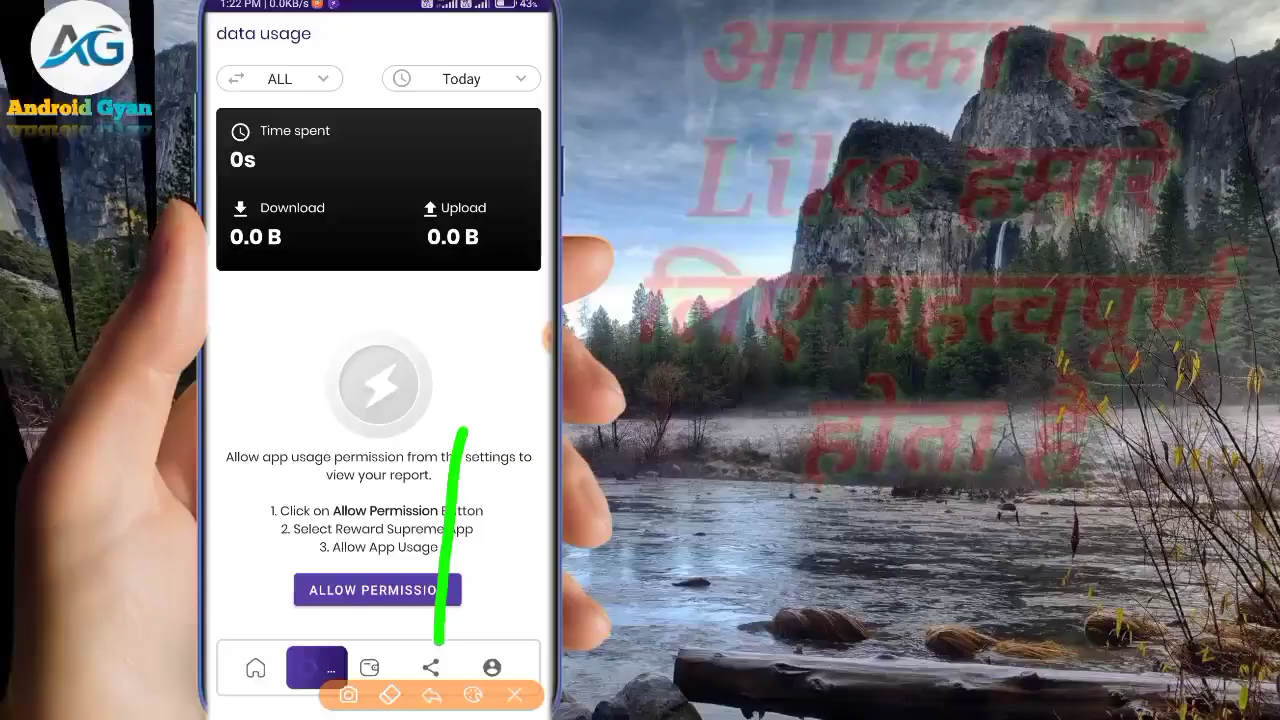 1:22 PM | 0.0KB/s
43%
AG
Android Gyan
data usage
ALL
Today
Time spent
0s
Download
Upload
0.0 B
0.0 B
Allow app usage permission from the settings to
view your report.
1. Click on Allow Permission Button
2. Select Reward Supreme App
3. Allow App Usage
ALLOW PERMISSION
...
आपका एक
Like हमारे
लिए महत्वपूर्ण
होता है